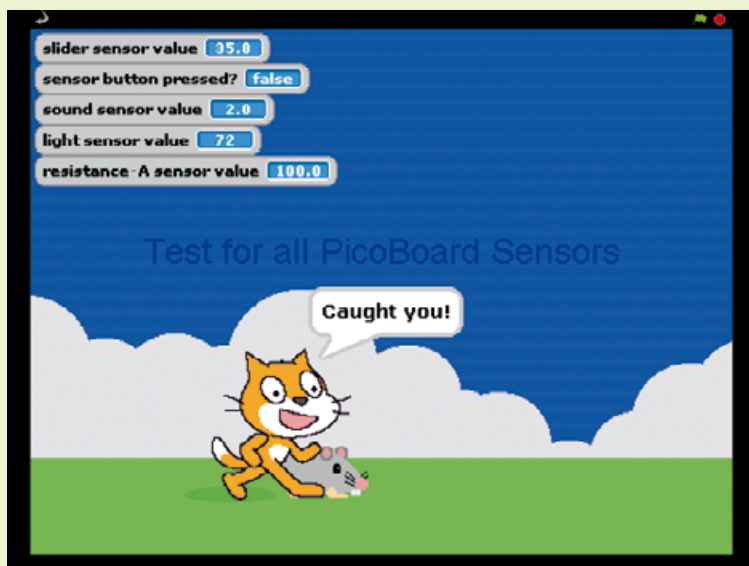 slider sensor value 35.0
sensor button pressed? false
sound sensor value 2.0
light sensor value 72
resistance-A sensor value 100.0
Test for all PicoBoard Sensors
Caught you!